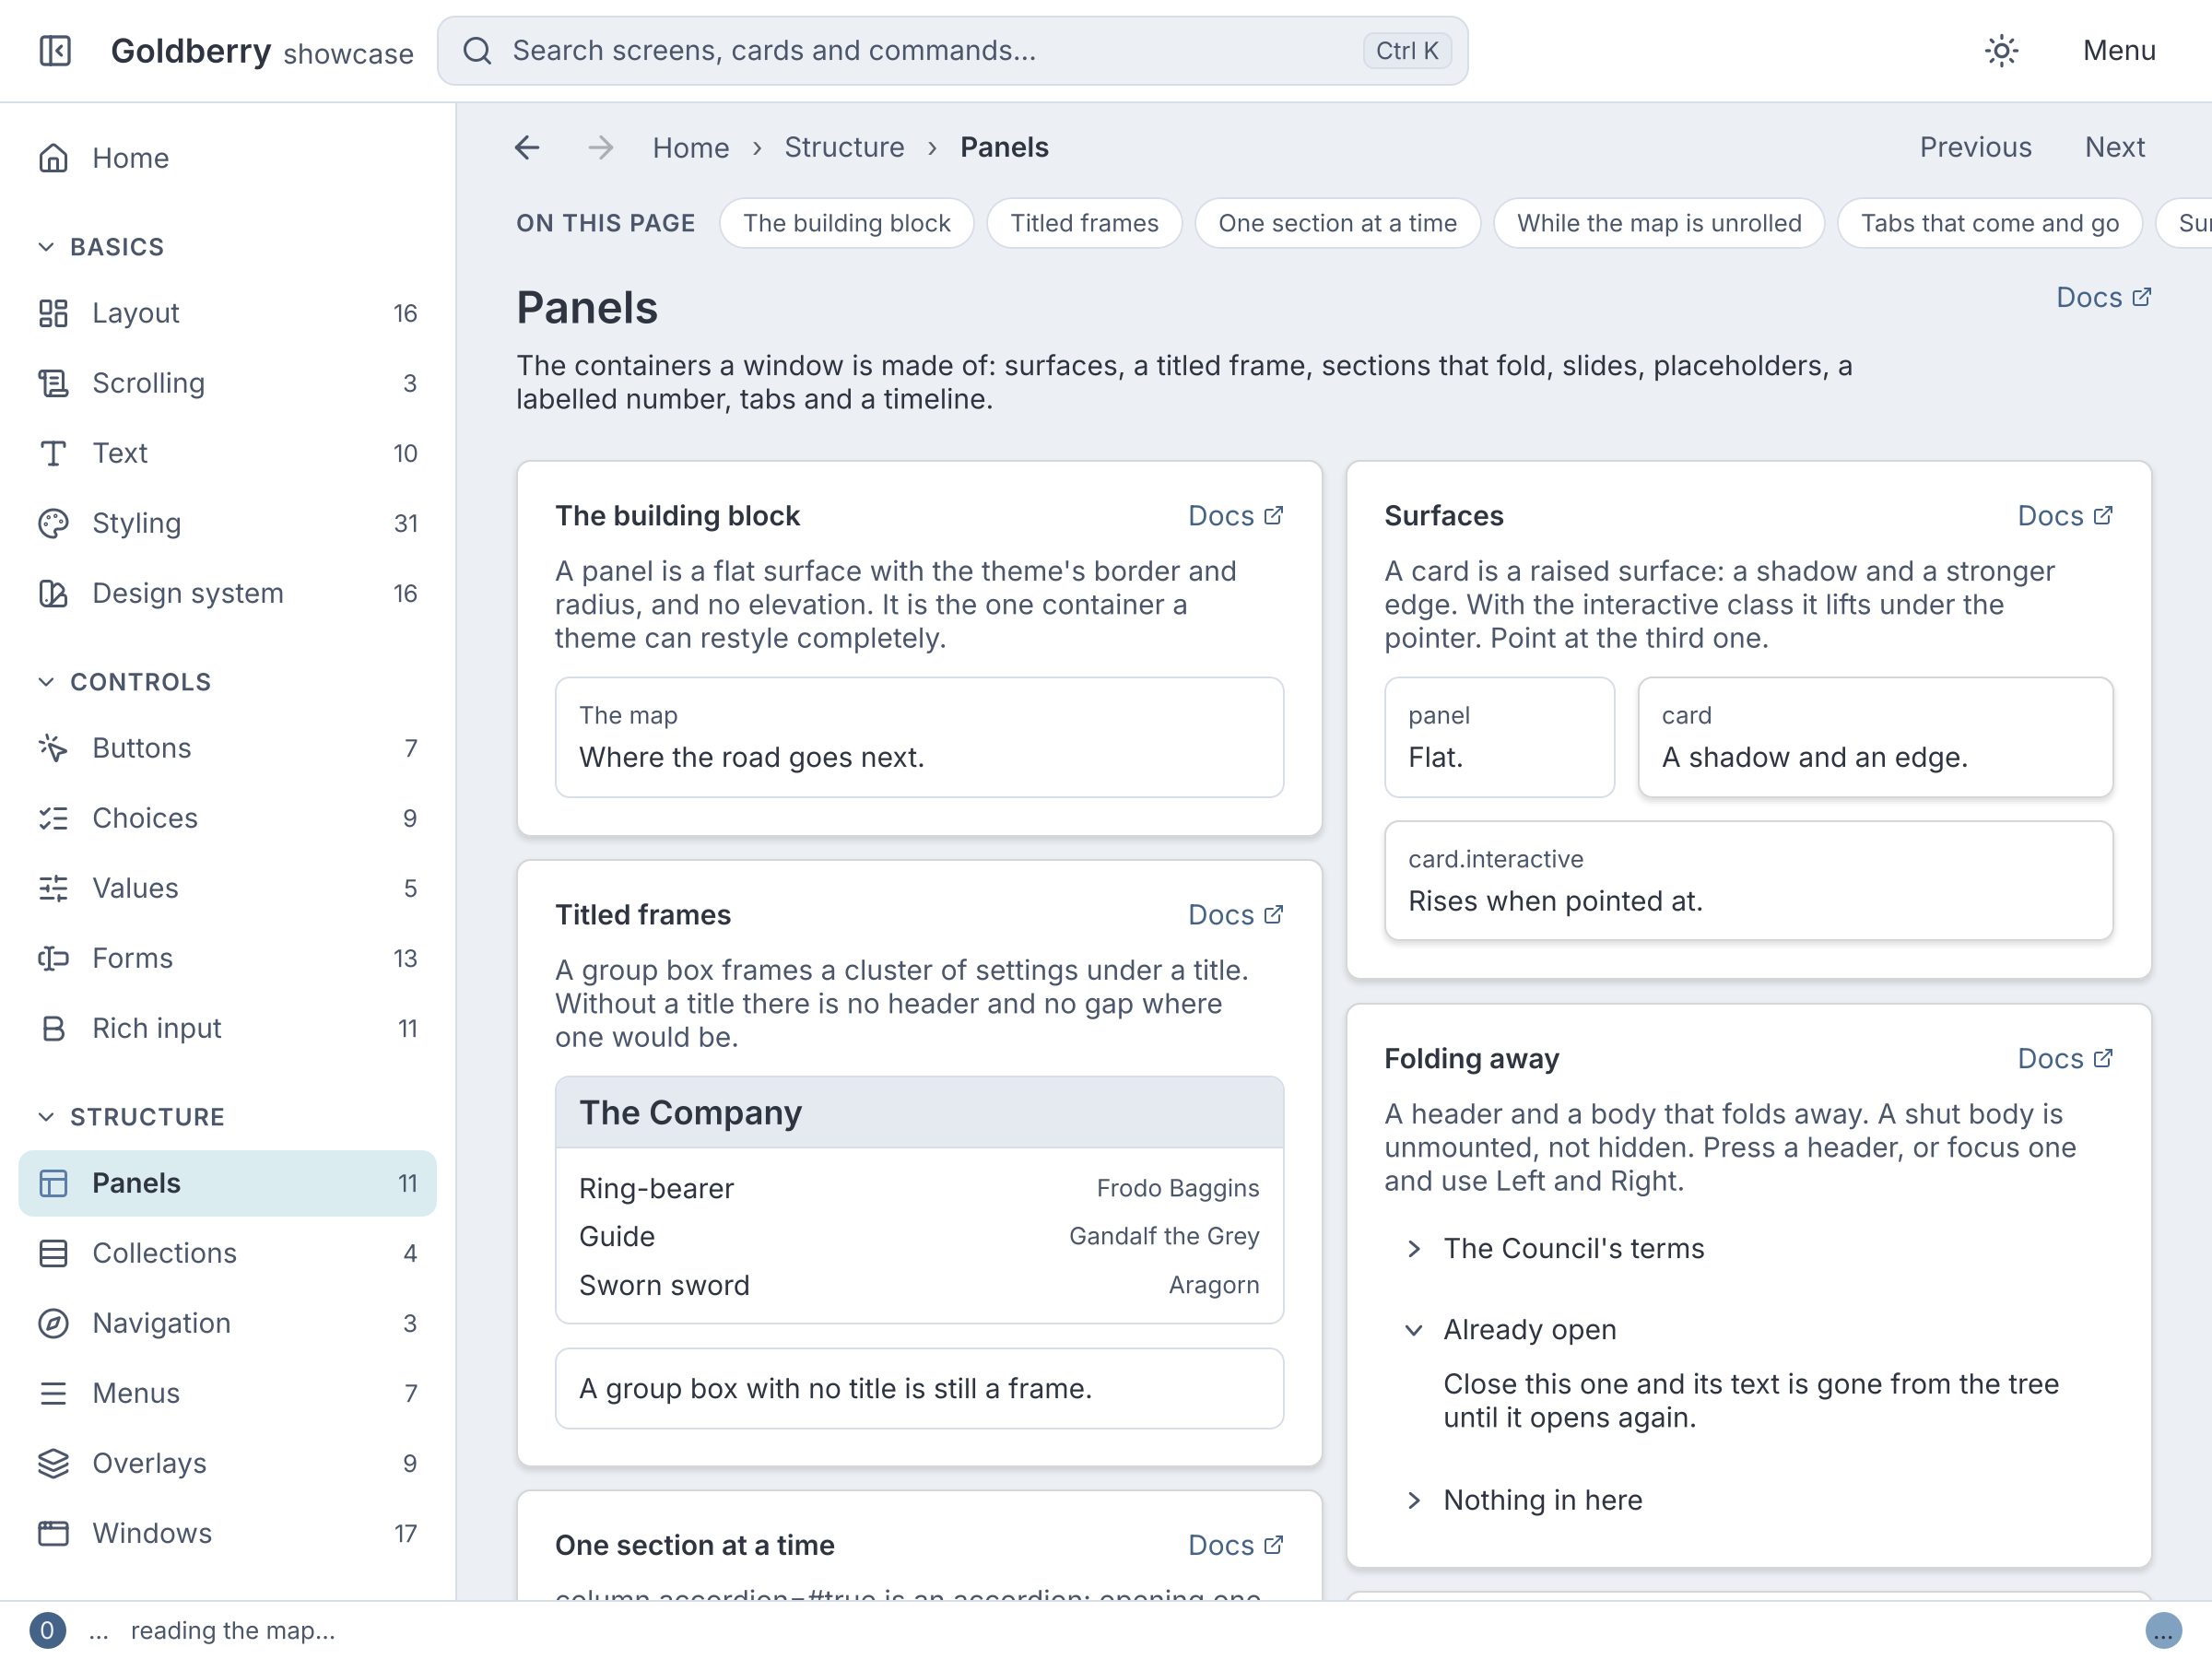 Goldberry showcase
Search screens, cards and commands...
Ctrl K
Menu
Home
BASICS
Layout 16
Scrolling 3
Text 10
Styling 31
Design system 16
CONTROLS
Buttons 7
Choices 9
Values 5
Forms 13
Rich input 11
STRUCTURE
Panels 11
Collections 4
Navigation 3
Menus 7
Overlays 9
Windows 17
Home › Structure › Panels
Previous Next
ON THIS PAGE
The building block
Titled frames
One section at a time
While the map is unrolled
Tabs that come and go
Panels
Docs
The containers a window is made of: surfaces, a titled frame, sections that fold, slides, placeholders, a
labelled number, tabs and a timeline.
The building block
Docs
A panel is a flat surface with the theme's border and
radius, and no elevation. It is the one container a
theme can restyle completely.
The map
Where the road goes next.
Titled frames
Docs
A group box frames a cluster of settings under a title.
Without a title there is no header and no gap where
one would be.
The Company
Ring-bearer Frodo Baggins
Guide Gandalf the Grey
Sworn sword Aragorn
A group box with no title is still a frame.
One section at a time
Docs
column accordion=#true is an accordion: opening one
Surfaces
Docs
A card is a raised surface: a shadow and a stronger
edge. With the interactive class it lifts under the
pointer. Point at the third one.
panel
Flat.
card
A shadow and an edge.
card.interactive
Rises when pointed at.
Folding away
Docs
A header and a body that folds away. A shut body is
unmounted, not hidden. Press a header, or focus one
and use Left and Right.
The Council's terms
Already open
Close this one and its text is gone from the tree
until it opens again.
Nothing in here
0 ... reading the map...
...